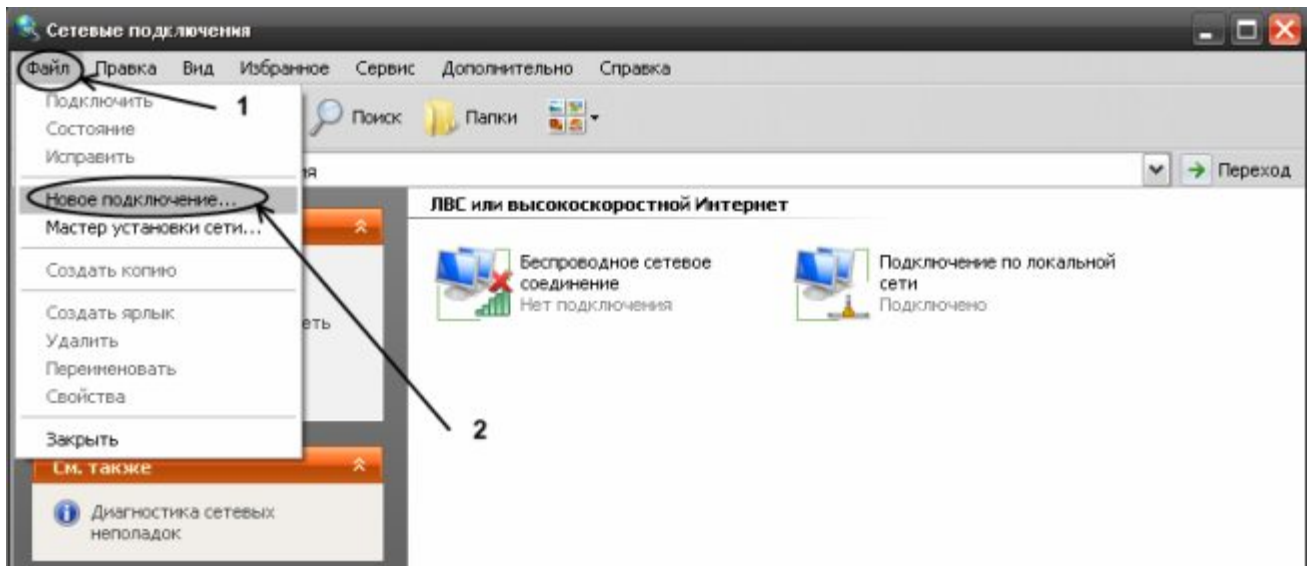 Сетевые подключения
Файл Правка Вид Избранное Сервис Дополнительно Справка
Подключить
1
Состояние
Исправить
Поиск Папки
ия
Переход
Новое подключение...
Мастер установки сети...
Создать копию
Создать ярлык
еть
Удалить
Переименовать
Свойства
Закрыть
2
ЛВС или высокоскоростной Интернет
Беспроводное сетевое
соединение
Нет подключения
Подключение по локальной
сети
Подключено
См. также
Диагностика сетевых
неполадок